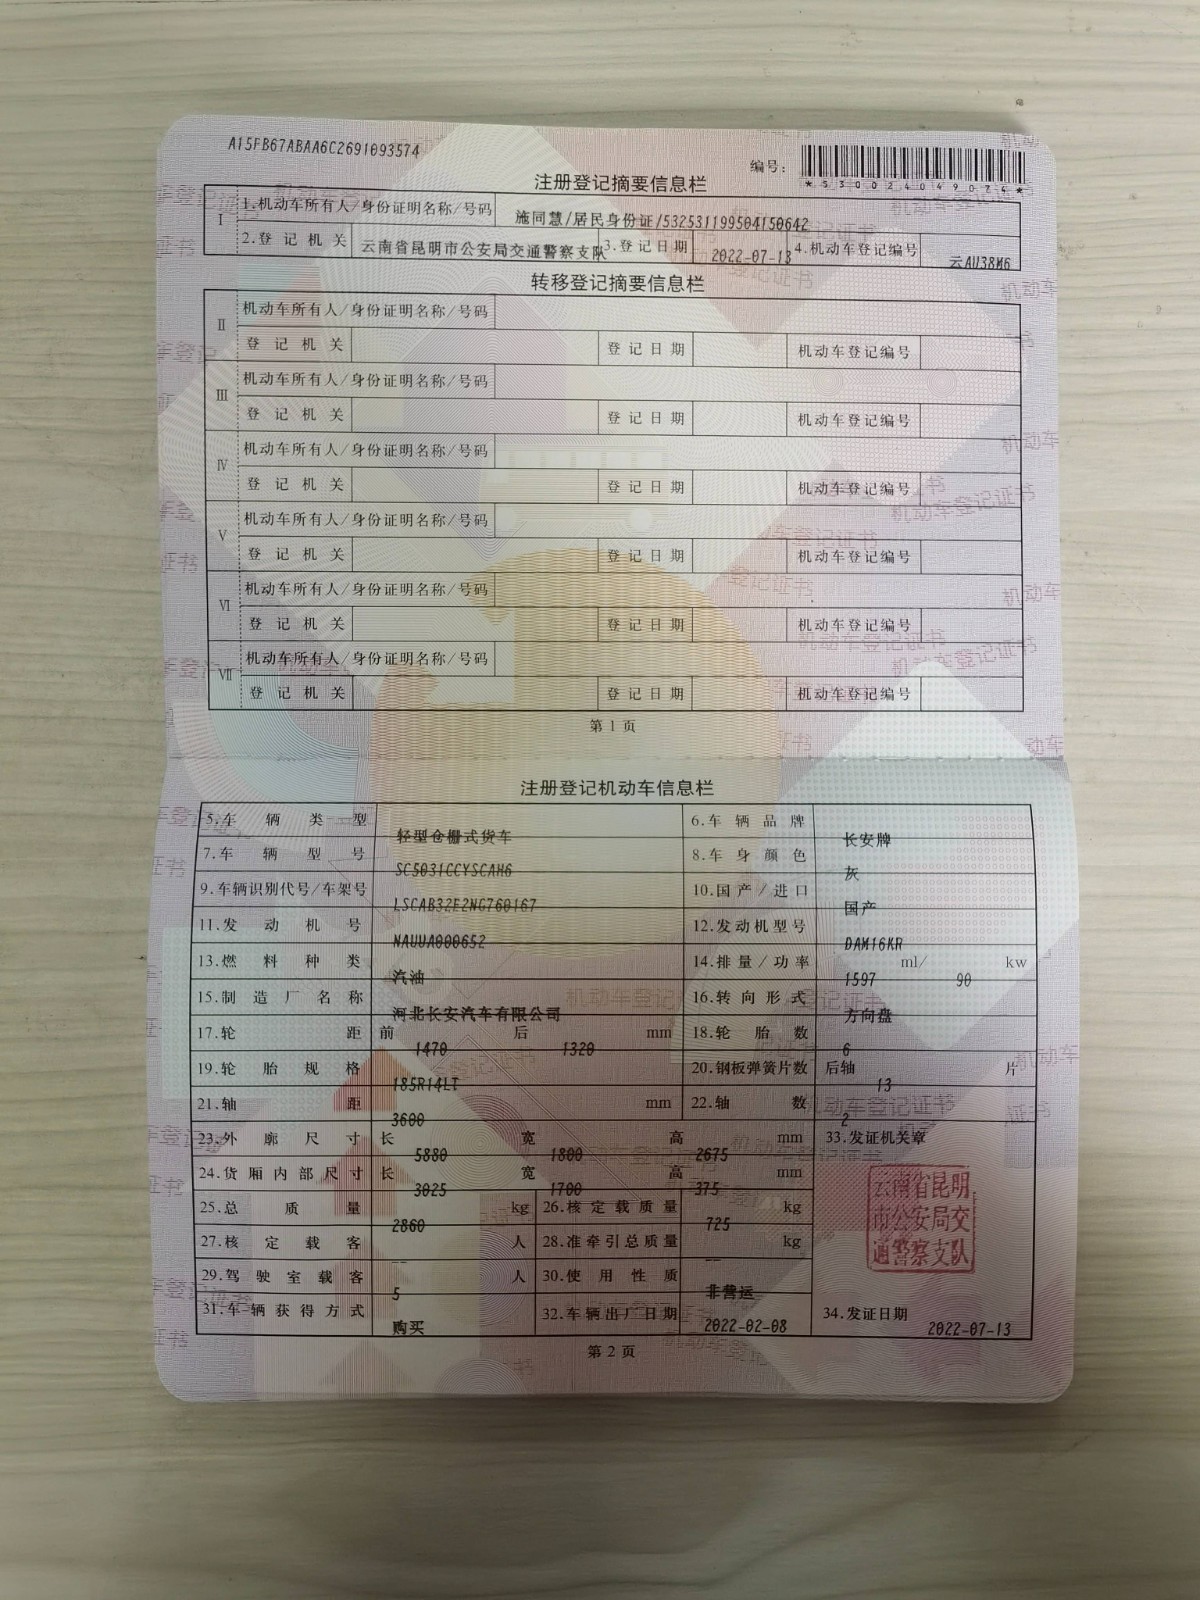 A15FB67ABAA6C2691093574
编号:
*530024049074*
注册登记摘要信息栏
I 1.机动车所有人/身份证明名称/号码 施同慧/居民身份证/532531199504150642
2.登记机关 云南省昆明市公安局交通警察支队 3.登记日期 2022-07-13 4.机动车登记编号 云AU38M6
转移登记摘要信息栏
II 机动车所有人/身份证明名称/号码
登记机关 登记日期 机动车登记编号
III 机动车所有人/身份证明名称/号码
登记机关 登记日期 机动车登记编号
IV 机动车所有人/身份证明名称/号码
登记机关 登记日期 机动车登记编号
V 机动车所有人/身份证明名称/号码
登记机关 登记日期 机动车登记编号
VI 机动车所有人/身份证明名称/号码
登记机关 登记日期 机动车登记编号
VII 机动车所有人/身份证明名称/号码
登记机关 登记日期 机动车登记编号
第1页
注册登记机动车信息栏
5.车辆类型 轻型仓栅式货车 6.车辆品牌 长安牌
7.车辆型号 SC5031CCYSCAH6 8.车身颜色 灰
9.车辆识别代号/车架号 LSCAB32E2NG760167 10.国产/进口 国产
11.发动机号 NAUUA000652 12.发动机型号 DAM16KR
13.燃料种类 汽油 14.排量/功率 1597 ml/ 90 kw
15.制造厂名称 河北长安汽车有限公司 16.转向形式 方向盘
17.轮距 前 1470 后 1320 mm 18.轮胎数 6
19.轮胎规格 185R14LT 20.钢板弹簧片数 后轴 13 片
21.轴距 3600 mm 22.轴数 2
23.外廓尺寸 长 5880 宽 1800 高 2675 mm 33.发证机关章
24.货厢内部尺寸 长 3025 宽 1700 高 375 mm
云南省昆明
市公安局交
通警察支队
25.总质量 2860 kg 26.核定载质量 725 kg
27.核定载客 -- 人 28.准牵引总质量 -- kg
29.驾驶室载客 5 人 30.使用性质 非营运
31.车辆获得方式 购买 32.车辆出厂日期 2022-02-08 34.发证日期 2022-07-13
第2页